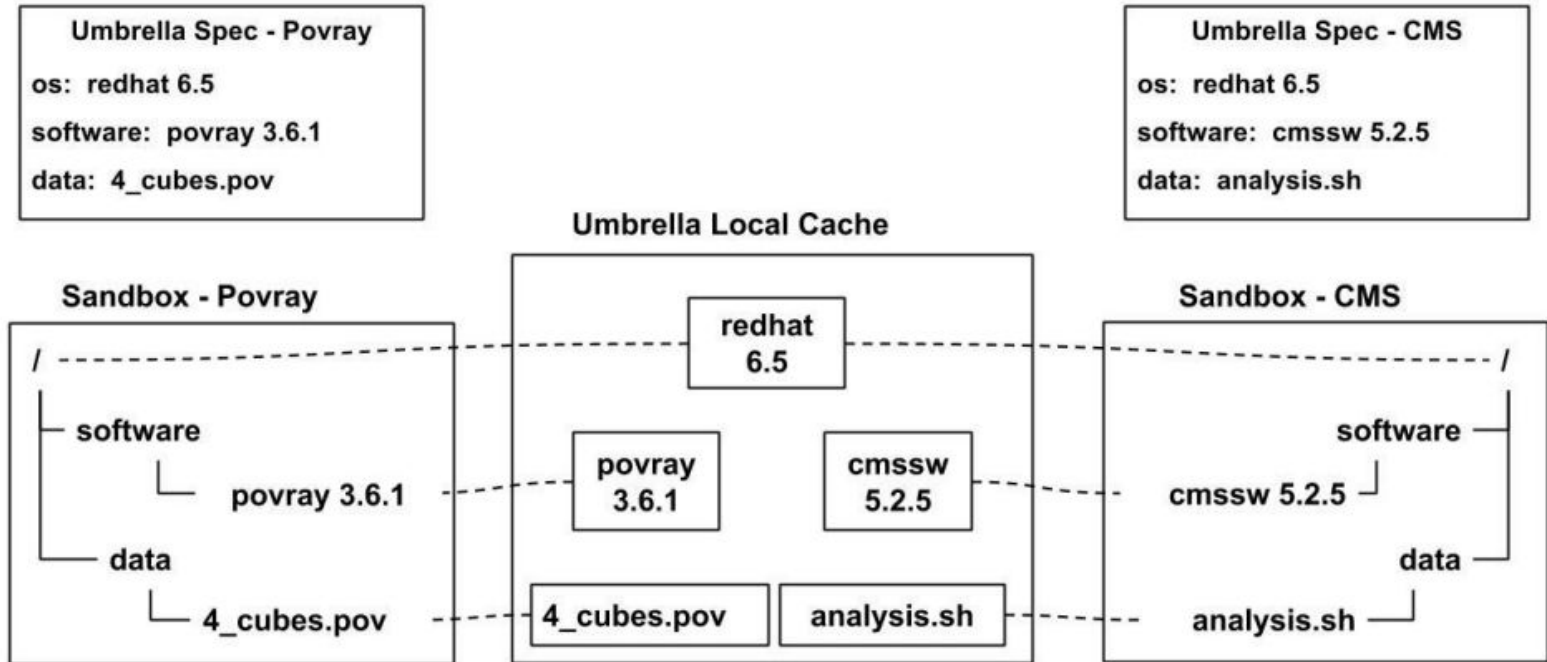 Umbrella Spec - Povray
os: redhat 6.5
software: povray 3.6.1
data: 4_cubes.pov
Umbrella Spec - CMS
os: redhat 6.5
software: cmssw 5.2.5
data: analysis.sh
Umbrella Local Cache
Sandbox - Povray
/
software
povray 3.6.1
data
4_cubes.pov
redhat
6.5
povray
3.6.1
cmssw
5.2.5
4_cubes.pov
analysis.sh
Sandbox - CMS
/
software
cmssw 5.2.5
data
analysis.sh